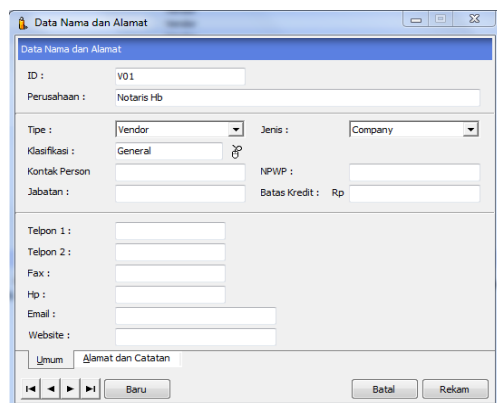 Data Nama dan Alamat
Data Nama dan Alamat
ID : V01
Perusahaan : Notaris Hb
Tipe : Vendor Jenis : Company
Klasifikasi : General
Kontak Person NPWP :
Jabatan : Batas Kredit : Rp
Telpon 1 :
Telpon 2 :
Fax :
Hp :
Email :
Website :
Umum Alamat dan Catatan
Baru Batal Rekam